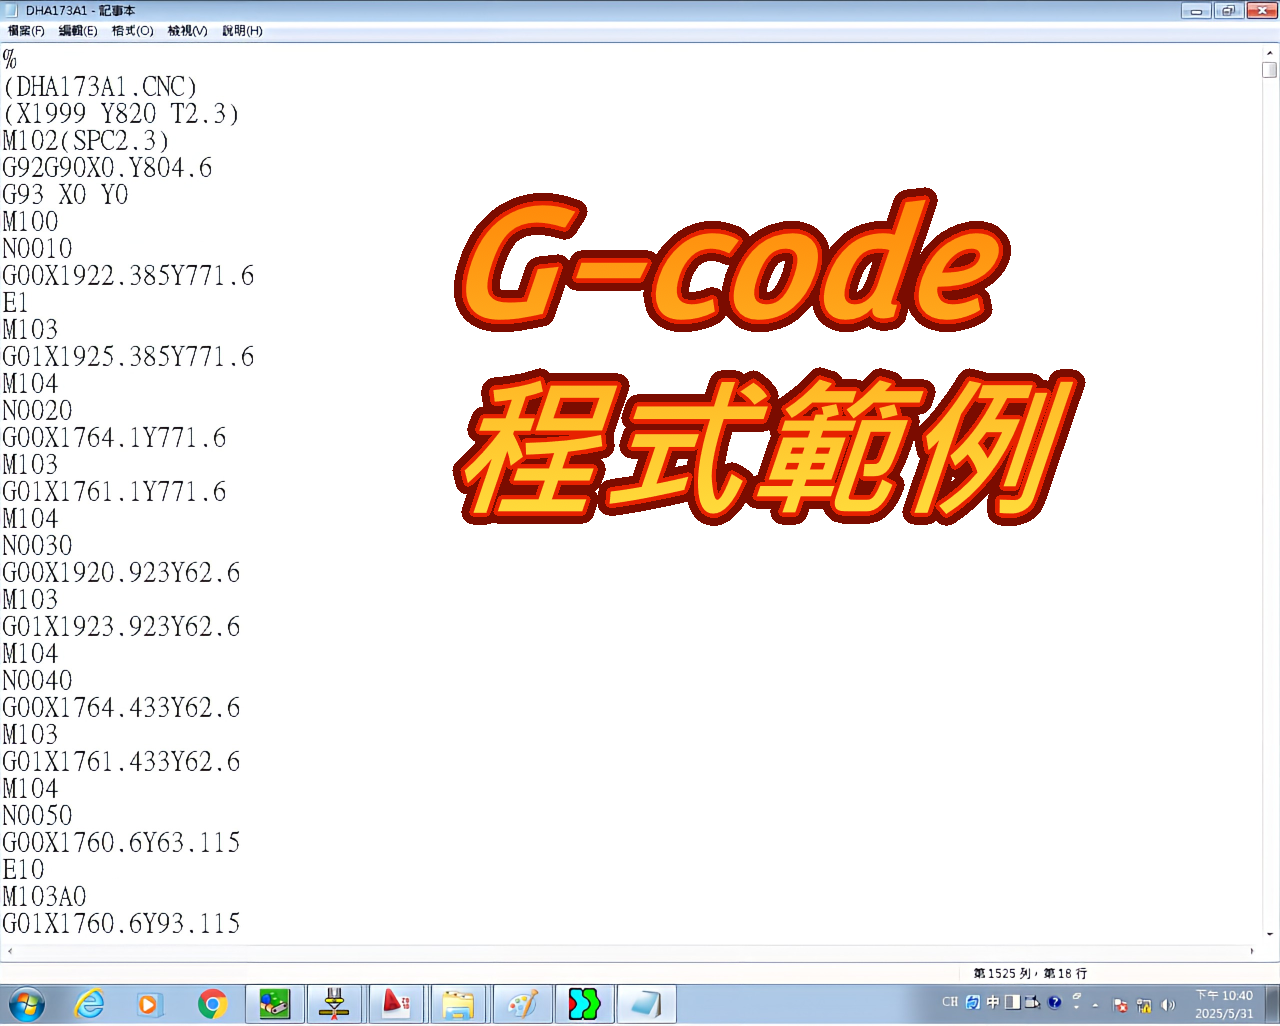 DHA173A1 - 記事本
檔案(F) 編輯(E) 格式(O) 檢視(V) 說明(H)
%
(DHA173A1.CNC)
(X1999 Y820 T2.3)
M102(SPC2.3)
G92G90X0.Y804.6
G93 X0 Y0
M100
N0010
G00X1922.385Y771.6
E1
M103
G01X1925.385Y771.6
M104
N0020
G00X1764.1Y771.6
M103
G01X1761.1Y771.6
M104
N0030
G00X1920.923Y62.6
M103
G01X1923.923Y62.6
M104
N0040
G00X1764.433Y62.6
M103
G01X1761.433Y62.6
M104
N0050
G00X1760.6Y63.115
E10
M103A0
G01X1760.6Y93.115
G-code
程式範例
第 1525 列，第 18 行
CH 中
下午 10:40
2025/5/31